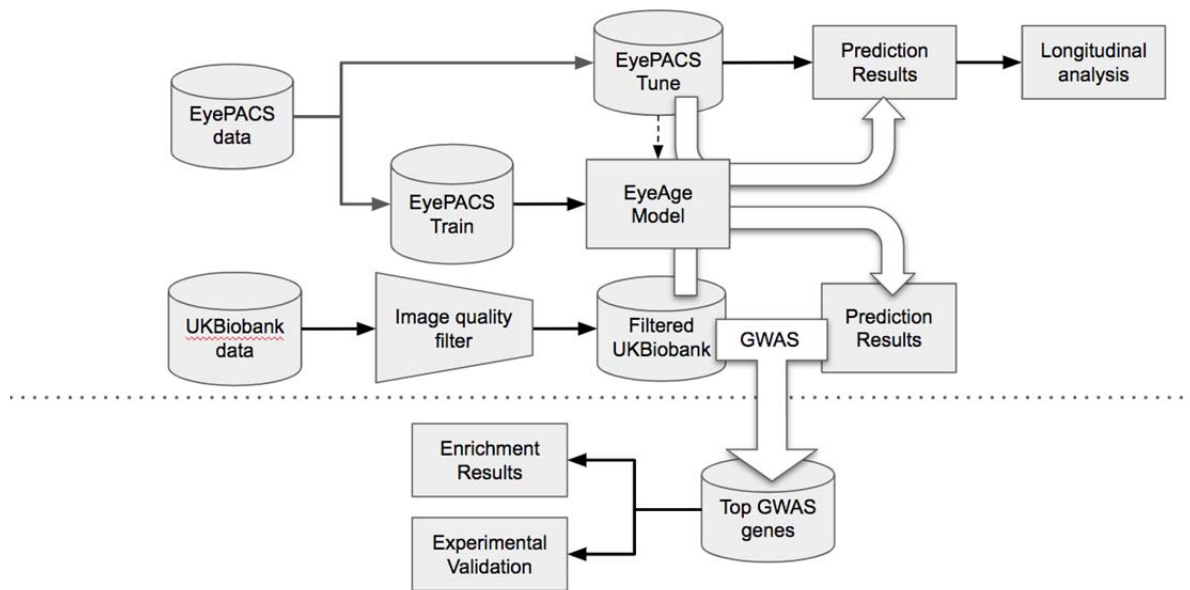 EyePACS
Tune
Prediction
Results
Longitudinal
analysis
EyePACS
data
EyePACS
Train
EyeAge
Model
UKBiobank
data
Image quality
filter
Filtered
UKBiobank
GWAS
Prediction
Results
Enrichment
Results
Top GWAS
genes
Experimental
Validation